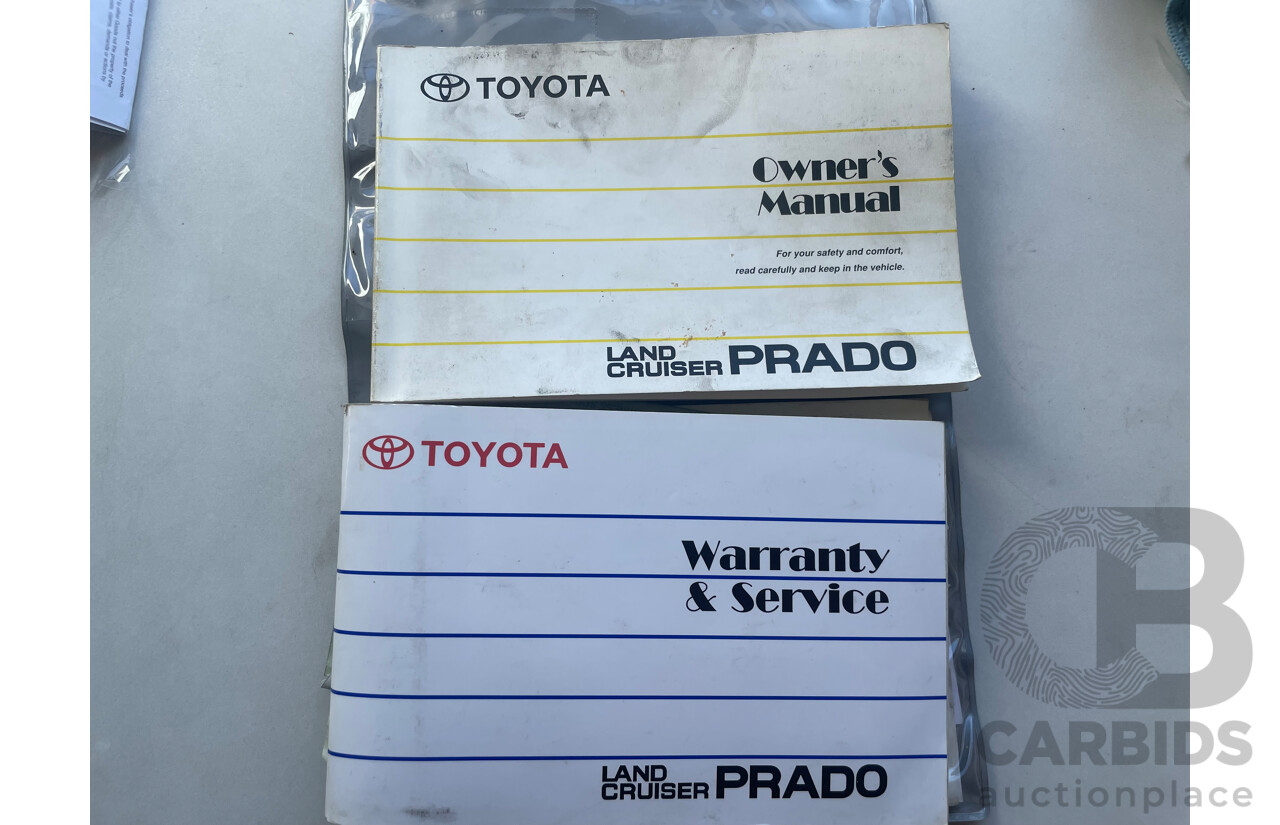 TOYOTA
Owner's
Manual
For your safety and comfort,
read carefully and keep in the vehicle.
LAND
CRUISER PRADO
TOYOTA
Warranty
& Service
LAND
CRUISER PRADO
CB
CARBIDS
auctionplace